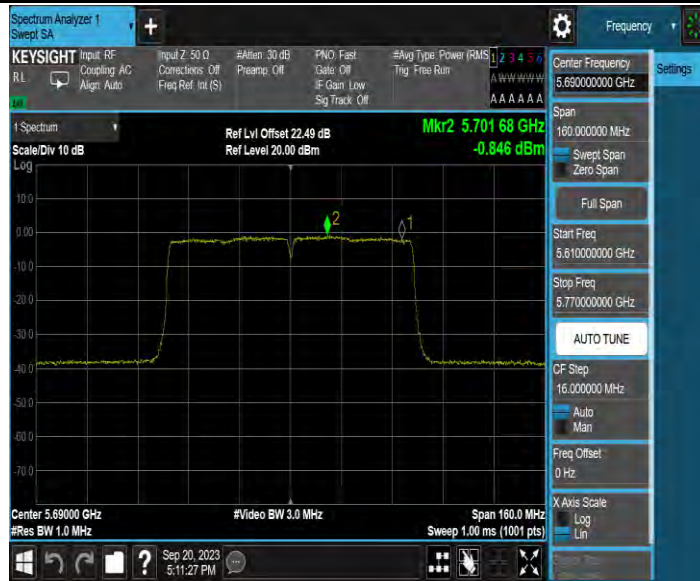 Spectrum Analyzer 1
Swept SA
Frequency
KEYSIGHT
Input: RF
Coupling: AC
Align: Auto
Input Z: 50 Ω
Corrections: Off
Freq Ref: Int (S)
#Atten: 30 dB
Preamp: Off
PNO: Fast
Gate: Off
IF Gain: Low
Sig Track: Off
#Avg Type: Power (RMS
Trig: Free Run
1 2 3 4 5 6
A W W W W W
A A A A A A
RL
1 Spectrum
Scale/Div 10 dB
Log
Ref Lvl Offset 22.49 dB
Ref Level 20.00 dBm
Mkr2 5.701 68 GHz
-0.846 dBm
10.0
0.00
-10.0
-20.0
-30.0
-40.0
-50.0
-60.0
-70.0
2
1
Center 5.69000 GHz
#Res BW 1.0 MHz
#Video BW 3.0 MHz
Span 160.0 MHz
Sweep 1.00 ms (1001 pts)
Sep 20, 2023
5:11:27 PM
Center Frequency
5.690000000 GHz
Settings
Span
160.000000 MHz
Swept Span
Zero Span
Full Span
Start Freq
5.610000000 GHz
Stop Freq
5.770000000 GHz
AUTO TUNE
CF Step
16.000000 MHz
Auto
Man
Freq Offset
0 Hz
X Axis Scale
Log
Lin